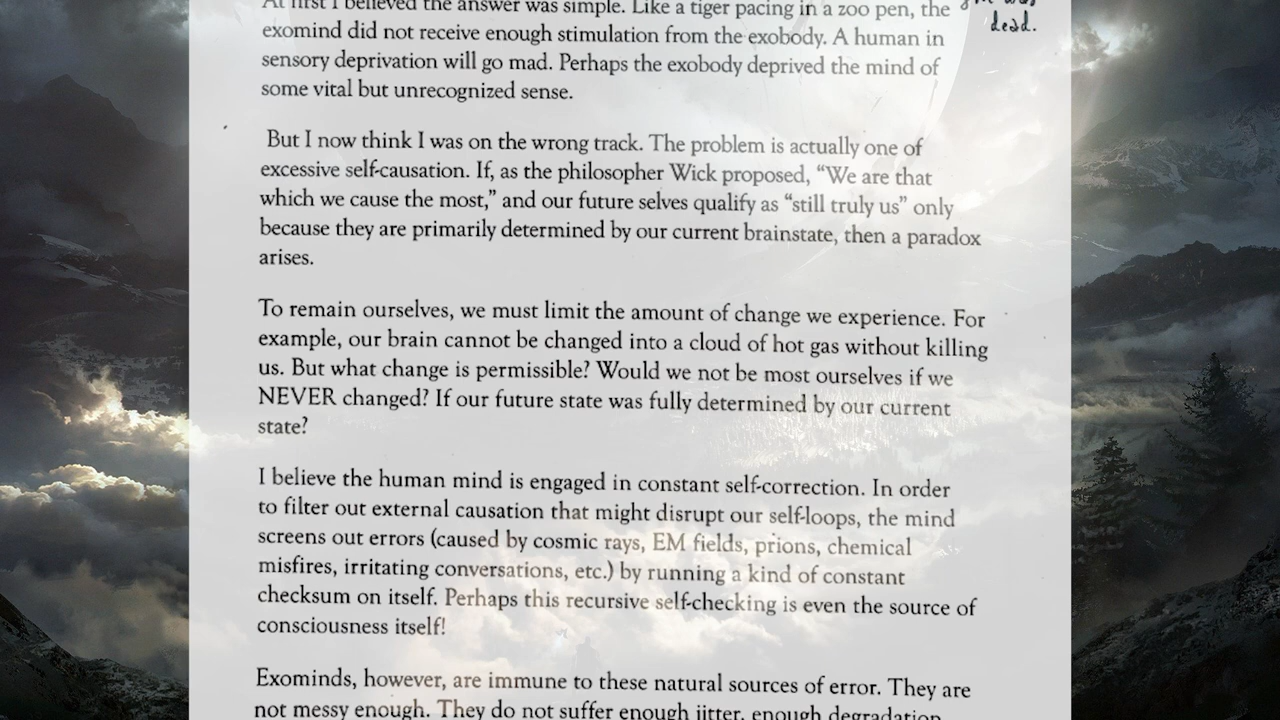 At first I believed the answer was simple. Like a tiger pacing in a zoo pen, the
dead.
exomind did not receive enough stimulation from the exobody. A human in
sensory deprivation will go mad. Perhaps the exobody deprived the mind of
some vital but unrecognized sense.
But I now think I was on the wrong track. The problem is actually one of
excessive self-causation. If, as the philosopher Wick proposed, “We are that
which we cause the most,” and our future selves qualify as “still truly us” only
because they are primarily determined by our current brainstate, then a paradox
arises.
To remain ourselves, we must limit the amount of change we experience. For
example, our brain cannot be changed into a cloud of hot gas without killing
us. But what change is permissible? Would we not be most ourselves if we
NEVER changed? If our future state was fully determined by our current
state?
I believe the human mind is engaged in constant self-correction. In order
to filter out external causation that might disrupt our self-loops, the mind
screens out errors (caused by cosmic rays, EM fields, prions, chemical
misfires, irritating conversations, etc.) by running a kind of constant
checksum on itself. Perhaps this recursive self-checking is even the source of
consciousness itself!
Exominds, however, are immune to these natural sources of error. They are
not messy enough. They do not suffer enough jitter, enough degradation